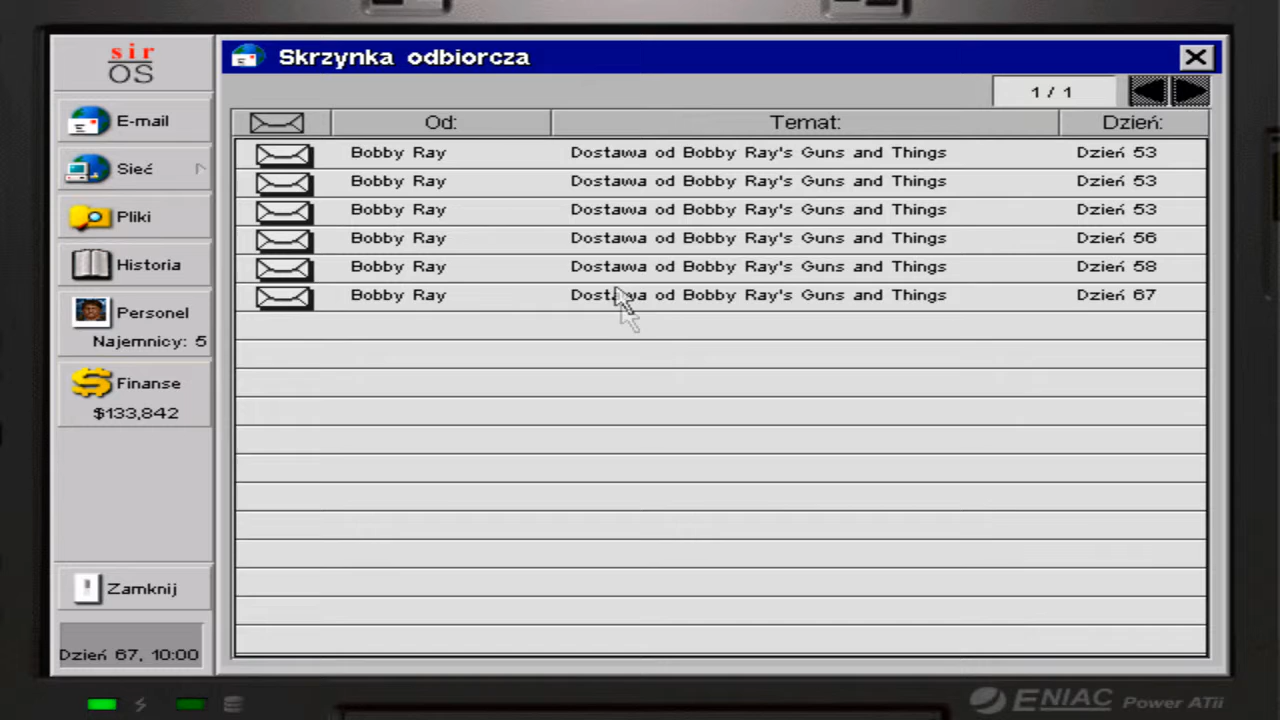 sir
OS
Skrzynka odbiorcza
1 / 1
E-mail
Sieć
Pliki
Historia
Personel
Najemnicy: 5
Finanse
$133,842
Zamknij
Dzień 67, 10:00
Od: Temat: Dzień:
Bobby Ray Dostawa od Bobby Ray's Guns and Things Dzień 53
Bobby Ray Dostawa od Bobby Ray's Guns and Things Dzień 53
Bobby Ray Dostawa od Bobby Ray's Guns and Things Dzień 53
Bobby Ray Dostawa od Bobby Ray's Guns and Things Dzień 56
Bobby Ray Dostawa od Bobby Ray's Guns and Things Dzień 58
Bobby Ray Dostawa od Bobby Ray's Guns and Things Dzień 67
ENIAC Power ATii